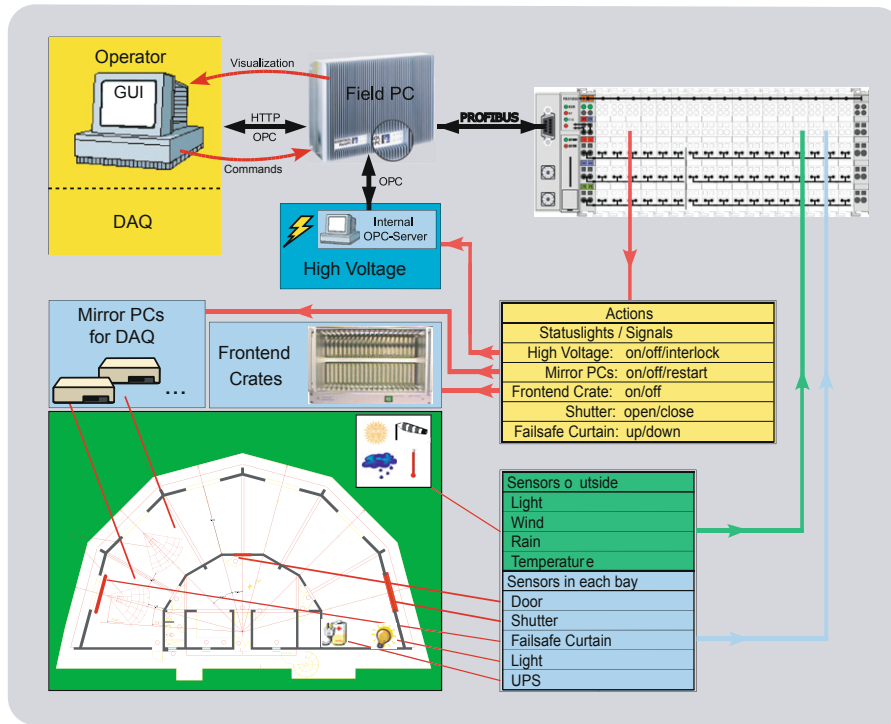 Operator
GUI
DAQ
Visualization
HTTP
OPC
Commands
Field PC
PROFIBUS
OPC
Internal
OPC-Server
High Voltage
Mirror PCs
for DAQ
...
Frontend
Crates
Actions
Statuslights / Signals
High Voltage: on/off/interlock
Mirror PCs: on/off/restart
Frontend Crate: on/off
Shutter: open/close
Failsafe Curtain: up/down
Sensors o utside
Light
Wind
Rain
Temperature
Sensors in each bay
Door
Shutter
Failsafe Curtain
Light
UPS